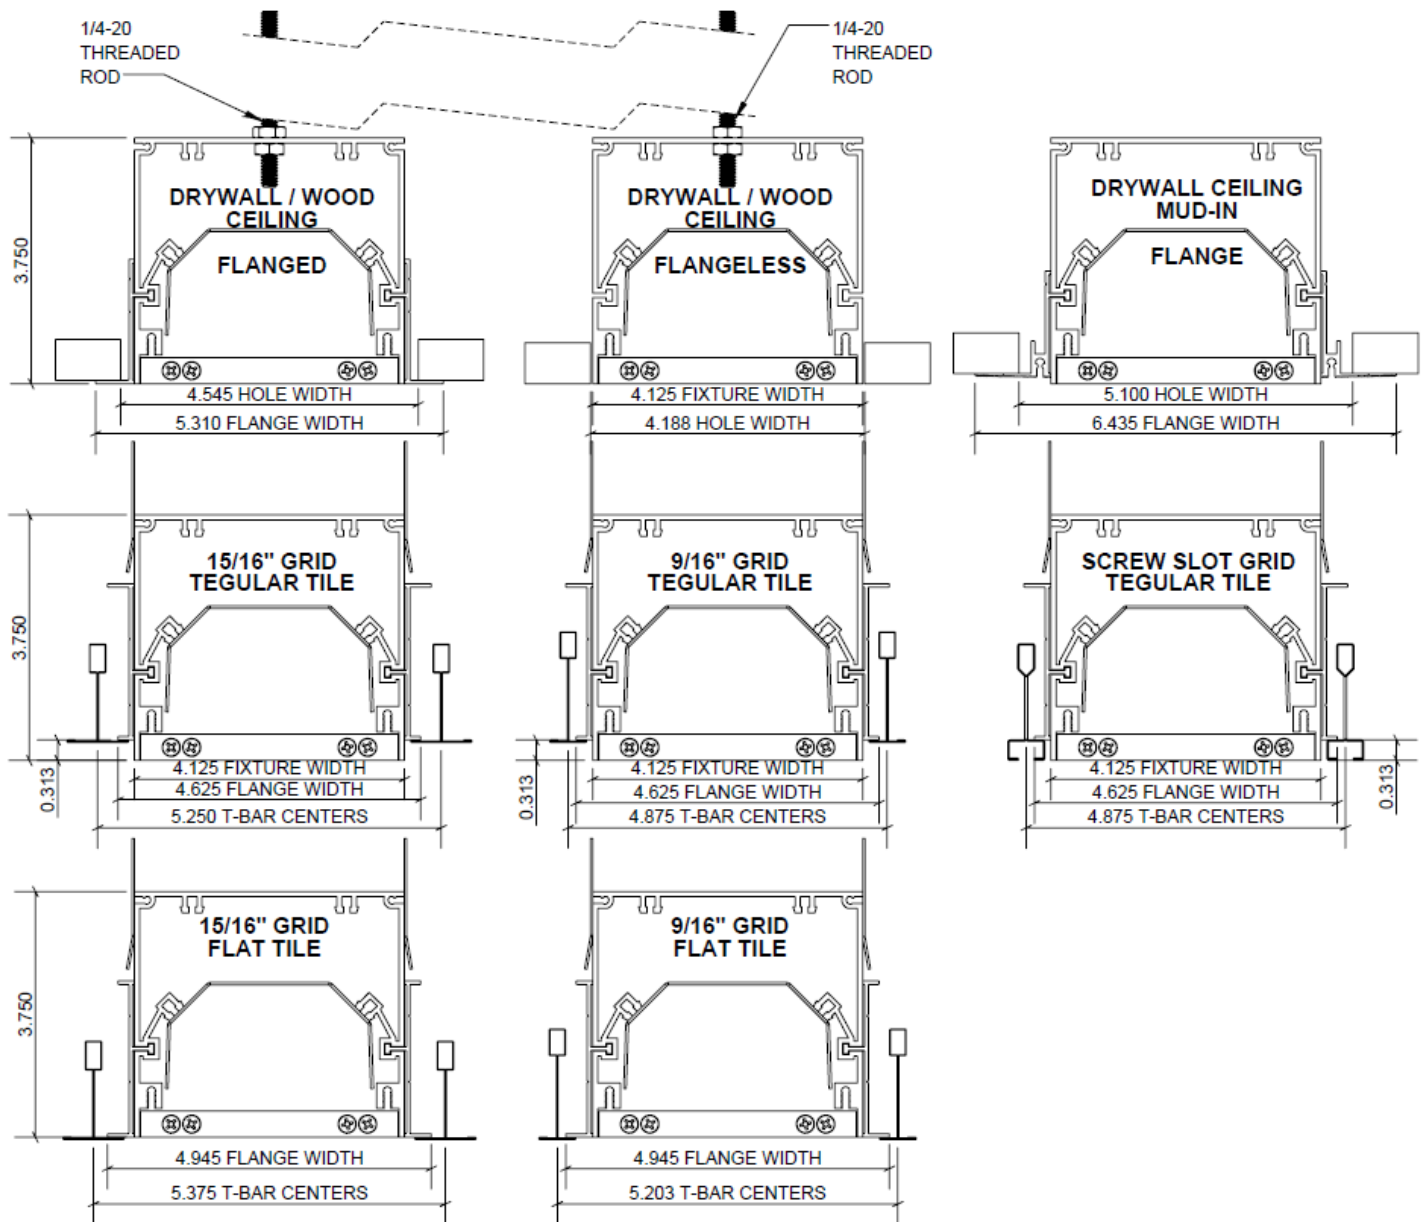 1/4-20
THREADED
ROD
1/4-20
THREADED
ROD
3.750
DRYWALL / WOOD
CEILING
FLANGED
4.545 HOLE WIDTH
5.310 FLANGE WIDTH
DRYWALL / WOOD
CEILING
FLANGELESS
4.125 FIXTURE WIDTH
4.188 HOLE WIDTH
DRYWALL CEILING
MUD-IN
FLANGE
5.100 HOLE WIDTH
6.435 FLANGE WIDTH
3.750
15/16" GRID
TEGULAR TILE
0.313
4.125 FIXTURE WIDTH
4.625 FLANGE WIDTH
5.250 T-BAR CENTERS
9/16" GRID
TEGULAR TILE
0.313
4.125 FIXTURE WIDTH
4.625 FLANGE WIDTH
4.875 T-BAR CENTERS
SCREW SLOT GRID
TEGULAR TILE
4.125 FIXTURE WIDTH
4.625 FLANGE WIDTH
4.875 T-BAR CENTERS
0.313
3.750
15/16" GRID
FLAT TILE
4.945 FLANGE WIDTH
5.375 T-BAR CENTERS
9/16" GRID
FLAT TILE
4.945 FLANGE WIDTH
5.203 T-BAR CENTERS